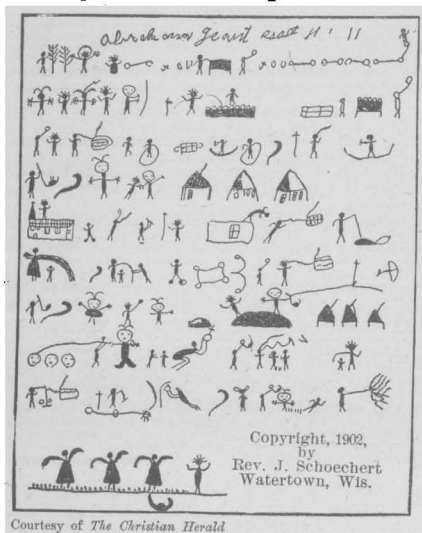 Copyright, 1902,
by
Rev. J. Schoechert
Watertown, Wis.
Courtesy of The Christian Herald